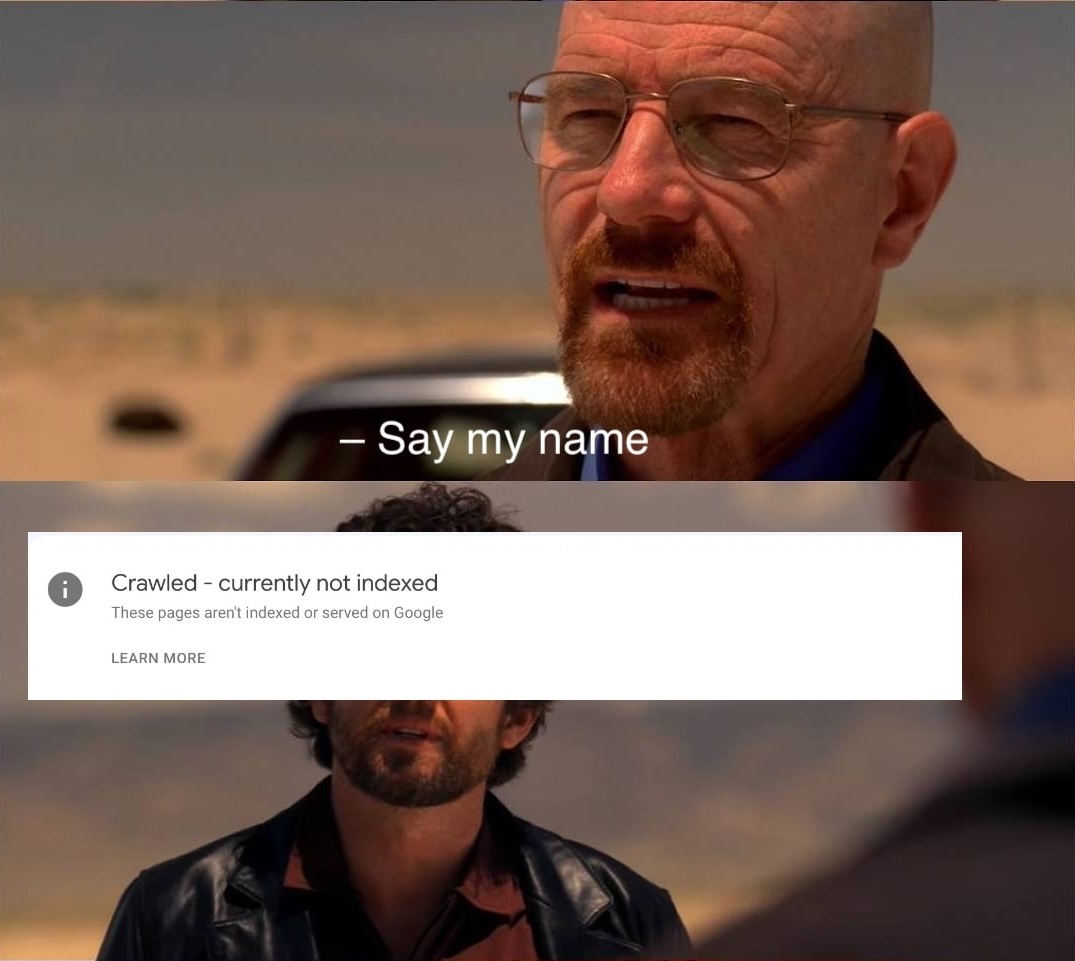 – Say my name
Crawled - currently not indexed
These pages aren't indexed or served on Google
LEARN MORE